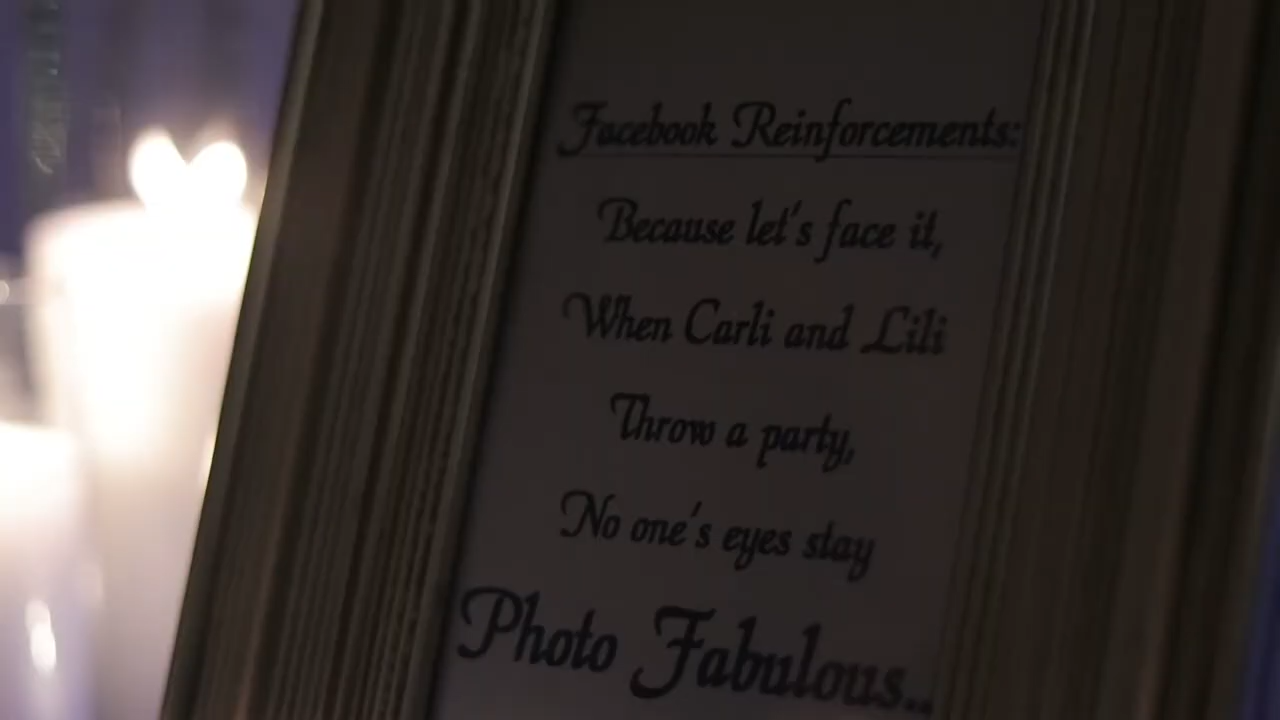 Facebook Reinforcements:
Because let's face it,
When Carli and Lili
Throw a party,
No one's eyes stay
Photo Fabulous..